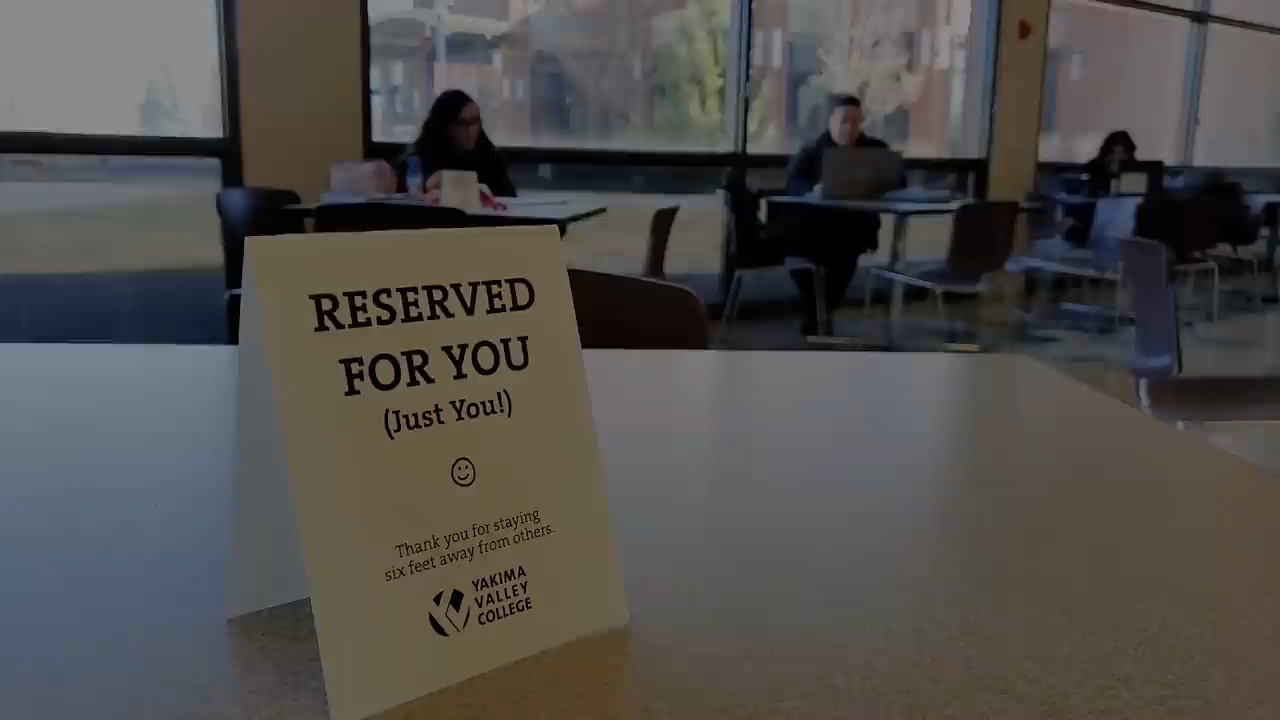 RESERVED
FOR YOU
(Just You!)
Thank you for staying
six feet away from others.
YAKIMA
VALLEY
COLLEGE